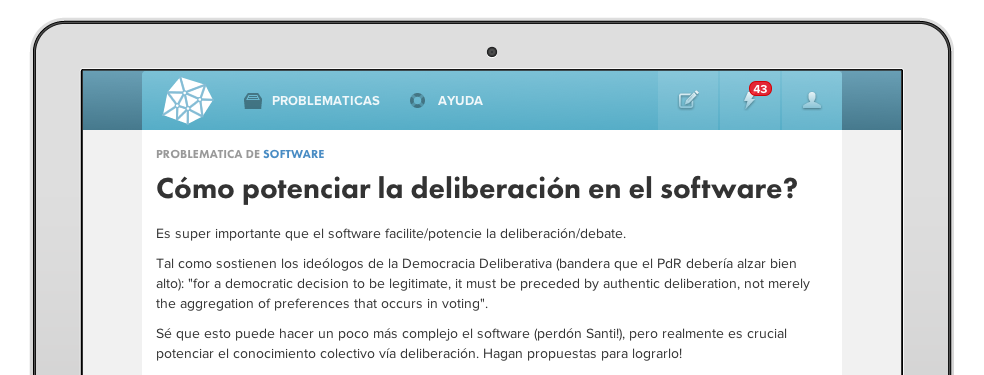 PROBLEMATICAS
AYUDA
43
PROBLEMATICA DE SOFTWARE
Cómo potenciar la deliberación en el software?
Es super importante que el software facilite/potencie la deliberación/debate.
Tal como sostienen los ideólogos de la Democracia Deliberativa (bandera que el PdR debería alzar bien
alto): "for a democratic decision to be legitimate, it must be preceded by authentic deliberation, not merely
the aggregation of preferences that occurs in voting".
Sé que esto puede hacer un poco más complejo el software (perdón Santi!), pero realmente es crucial
potenciar el conocimiento colectivo vía deliberación. Hagan propuestas para lograrlo!